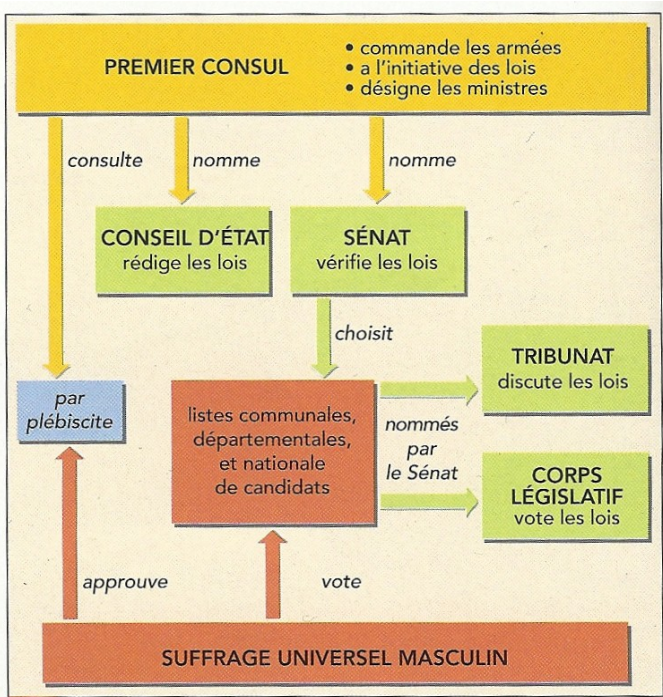 PREMIER CONSUL
• commande les armées
• a l'initiative des lois
• désigne les ministres
consulte
nomme
nomme
CONSEIL D'ÉTAT
rédige les lois
SÉNAT
vérifie les lois
choisit
par
plébiscite
listes communales,
départementales,
et nationale
de candidats
nommés
par
le Sénat
TRIBUNAT
discute les lois
CORPS
LÉGISLATIF
vote les lois
approuve
vote
SUFFRAGE UNIVERSEL MASCULIN